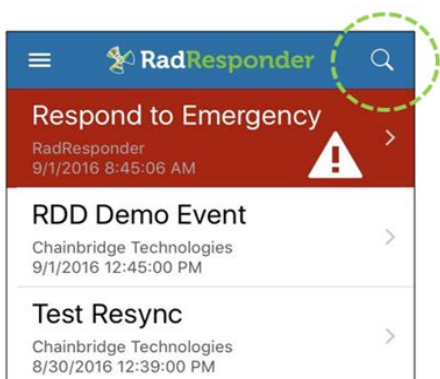 RadResponder
Respond to Emergency
RadResponder
9/1/2016 8:45:06 AM
RDD Demo Event
Chainbridge Technologies
9/1/2016 12:45:00 PM
Test Resync
Chainbridge Technologies
8/30/2016 12:39:00 PM